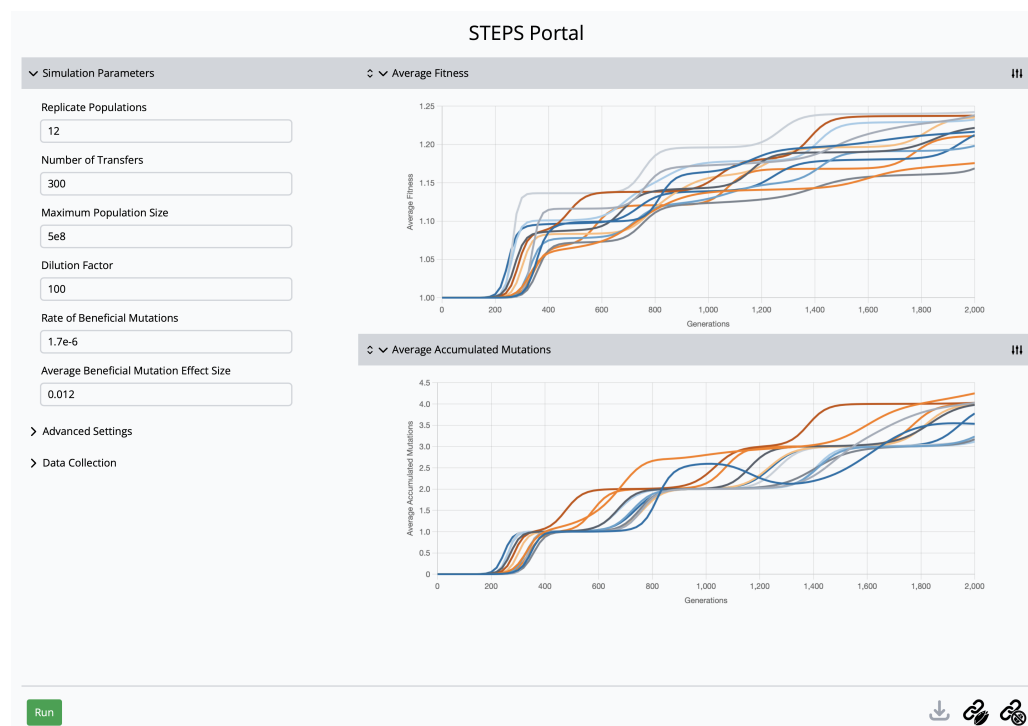 STEPS Portal
Simulation Parameters
Replicate Populations
12
Number of Transfers
300
Maximum Population Size
5e8
Dilution Factor
100
Rate of Beneficial Mutations
1.7e-6
Average Beneficial Mutation Effect Size
0.012
Advanced Settings
Data Collection
Average Fitness
Average Fitness
1.25
1.20
1.15
1.10
1.05
1.00
0 200 400 600 800 1,000 1,200 1,400 1,600 1,800 2,000
Generations
Average Accumulated Mutations
Average Accumulated Mutations
4.5
4.0
3.5
3.0
2.5
2.0
1.5
1.0
0.5
0
0 200 400 600 800 1,000 1,200 1,400 1,600 1,800 2,000
Generations
Run